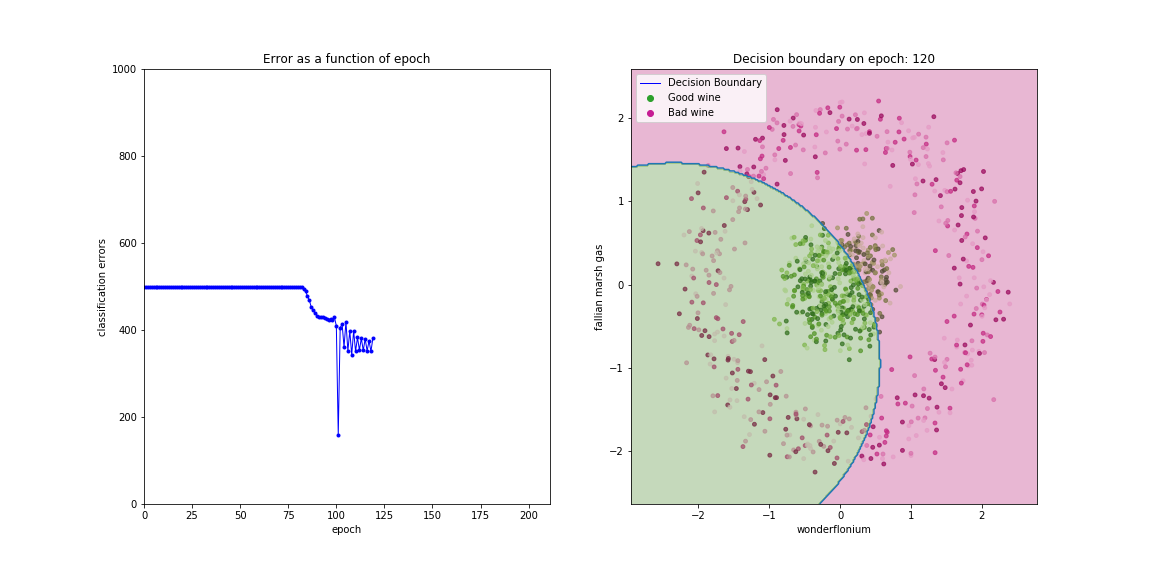 Error as a function of epoch
1000
800
600
400
200
0
0 25 50 75 100 125 150 175 200
epoch
classification errors
Decision boundary on epoch: 120
Decision Boundary
Good wine
Bad wine
2
1
0
−1
−2
−2 −1 0 1 2
wonderflonium
fallian marsh gas